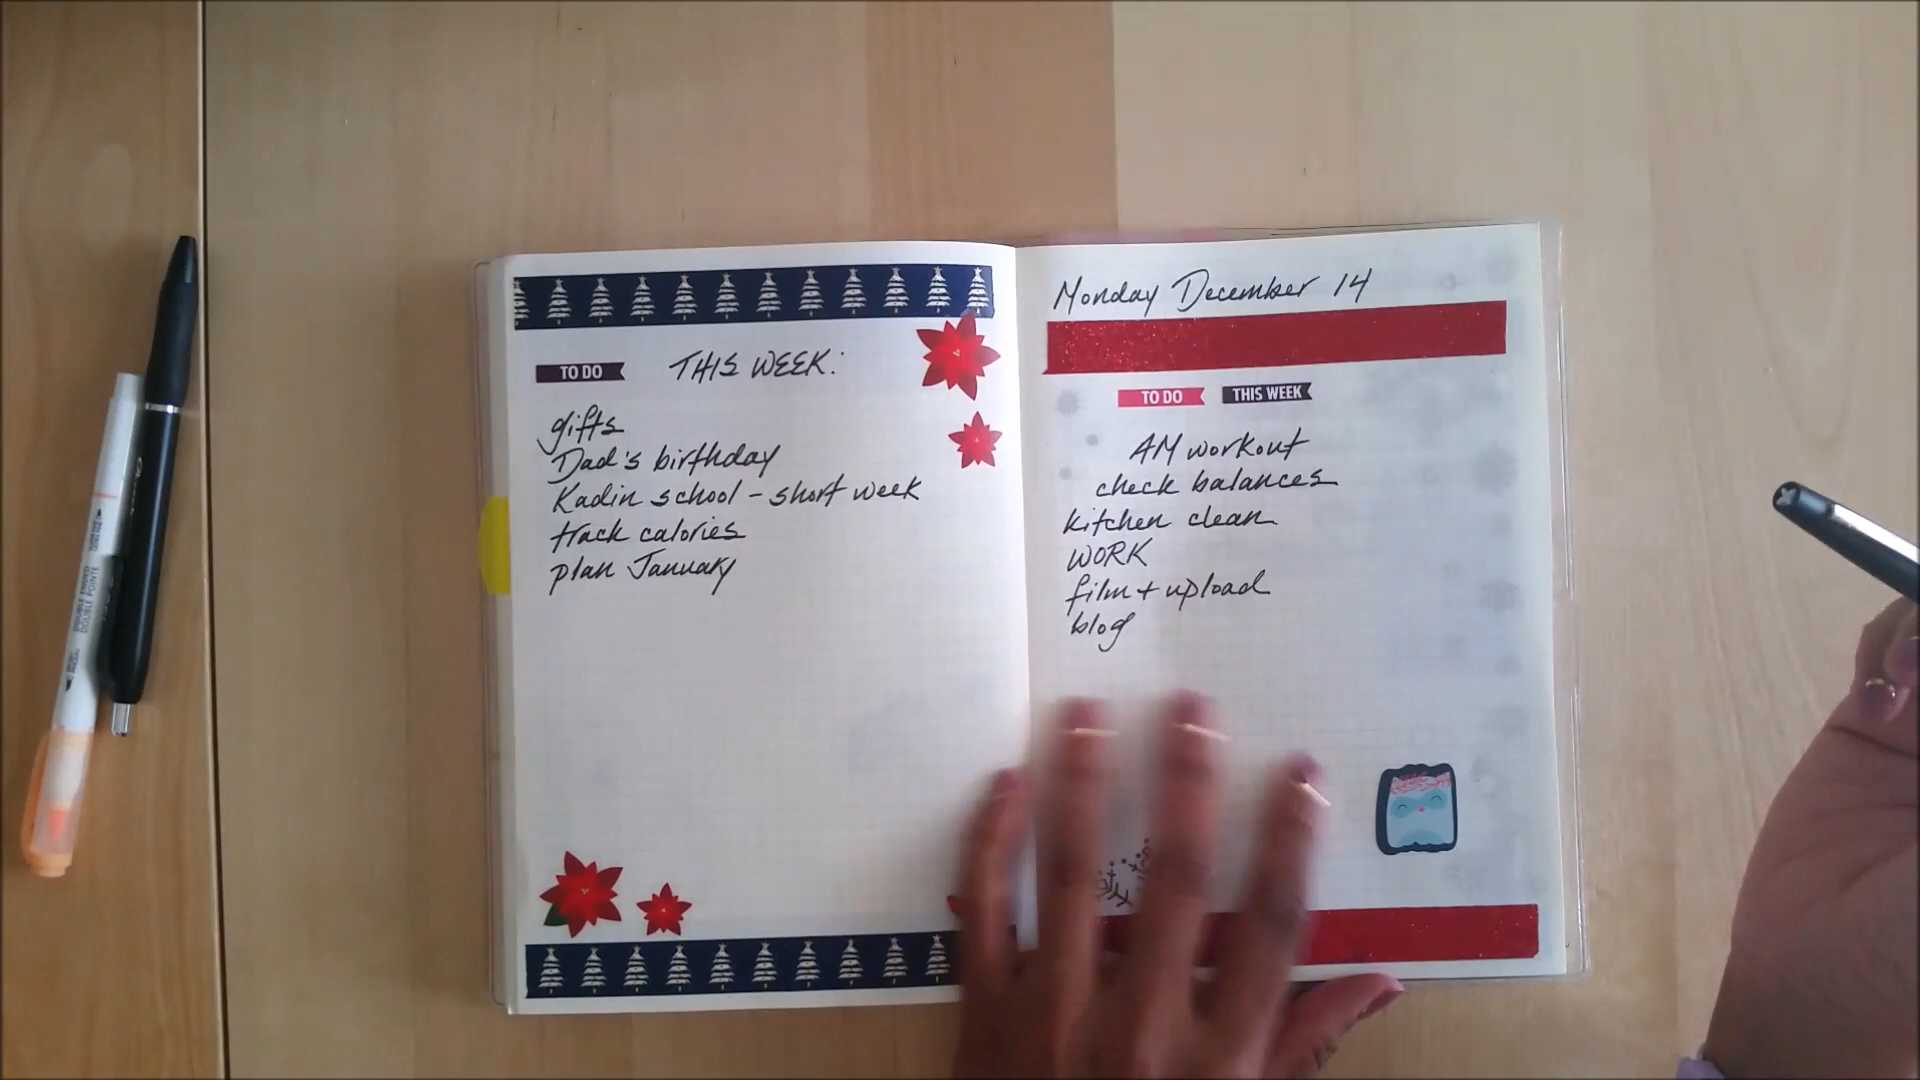 TO DO THIS WEEK:
gifts
Dad's birthday
Kadin school - short week
track calories
plan January
Monday December 14
TO DO THIS WEEK
AM workout
check balances
kitchen clean
WORK
film + upload
blog